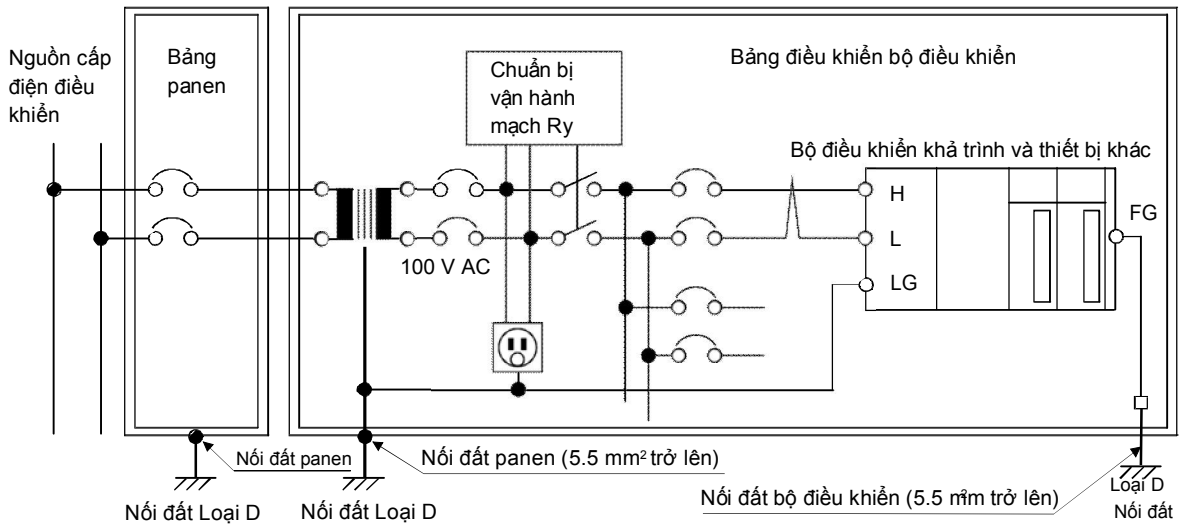 Nguồn cấp
điện điều
khiển
Bảng
panen
Chuẩn bị
vận hành
mạch Ry
Bảng điều khiển bộ điều khiển
Bộ điều khiển khả trình và thiết bị khác
H
L
LG
FG
100 V AC
Nối đất panen
Nối đất panen (5.5 mm² trở lên)
Nối đất bộ điều khiển (5.5 m²m trở lên)
Nối đất Loại D
Nối đất Loại D
Loại D
Nối đất